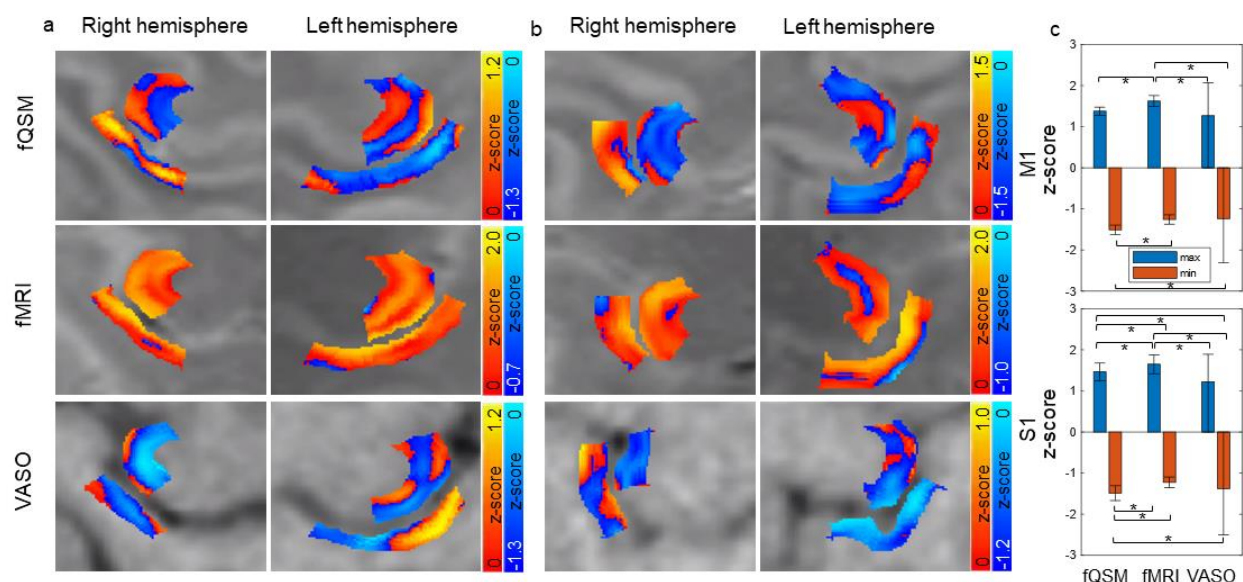 a
Right hemisphere
Left hemisphere
b
Right hemisphere
Left hemisphere
c
fQSM
0 z-score 1.2
-1.3 z-score 0
0 z-score 1.5
-1.5 z-score 0
fMRI
0 z-score 2.0
-0.7 z-score 0
0 z-score 1.5
-1.0 z-score 0
VASO
0 z-score 1.2
-1.3 z-score 0
0 z-score 1.0
-1.2 z-score 0
M1
z-score
3
2
1
0
-1
-2
-3
* * * * * 
max
min
S1
z-score
3
2
1
0
-1
-2
-3
* * * * * * * *
fQSM fMRI VASO